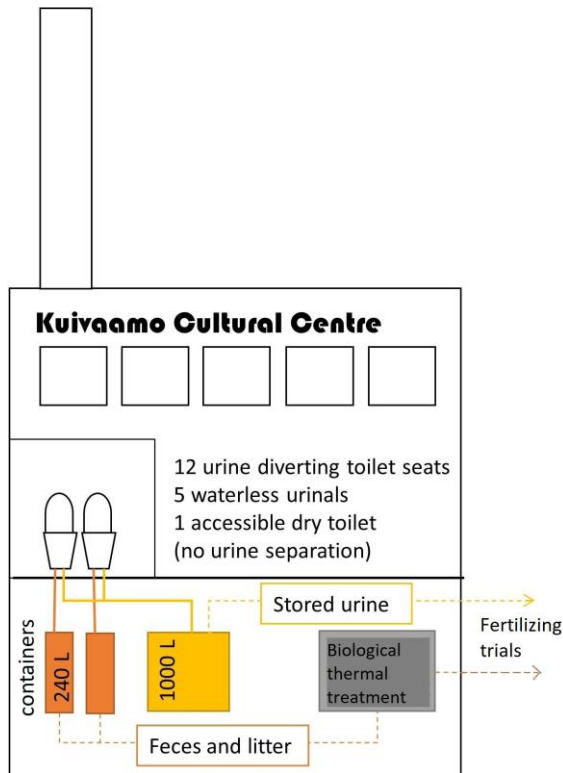 Kuivaamo Cultural Centre
12 urine diverting toilet seats
5 waterless urinals
1 accessible dry toilet
(no urine separation)
Stored urine
Fertilizing
trials
containers
240 L
1000 L
Biological
thermal
treatment
Feces and litter